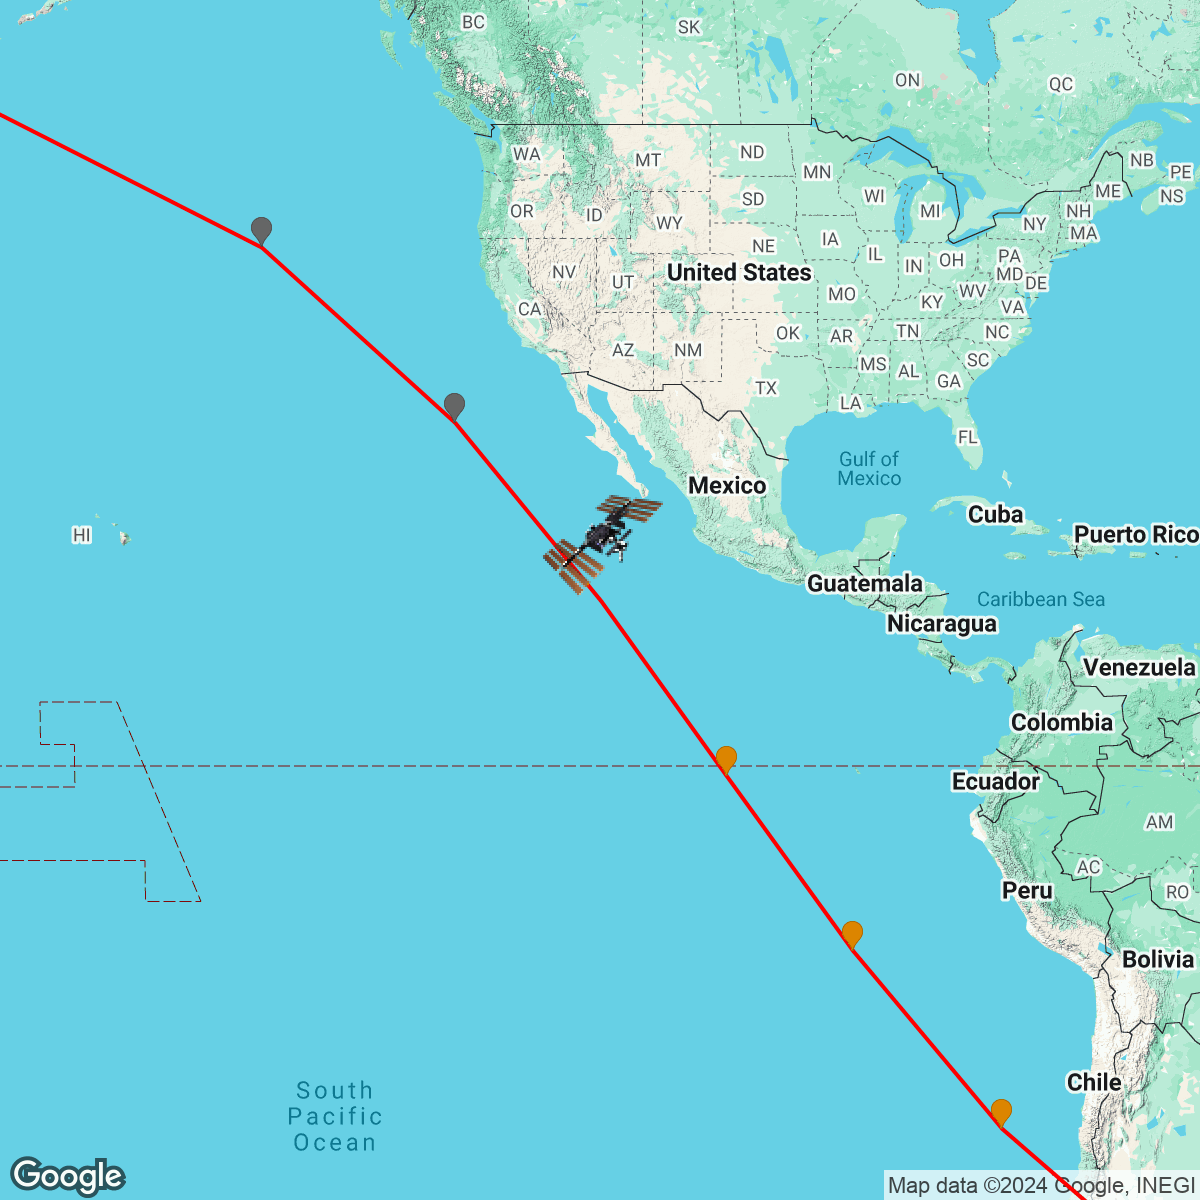 BC
SK
ON
QC
WA
MT
ND
MN
NB
PE
OR
ID
WY
SD
WI
MI
ME
NS
NY
NH
MA
NV
UT
NE
IA
IL
IN
OH
PA
MD
DE
United States
CA
MO
KY
WV
VA
AZ
NM
OK
AR
TN
NC
MS
AL
SC
GA
TX
LA
FL
Gulf of
Mexico
Mexico
Cuba
HI
Puerto Rico
Guatemala
Caribbean Sea
Nicaragua
Venezuela
Colombia
Ecuador
AM
AC
Peru
RO
Bolivia
Chile
South
Pacific
Ocean
Google
Map data ©2024 Google, INEGI